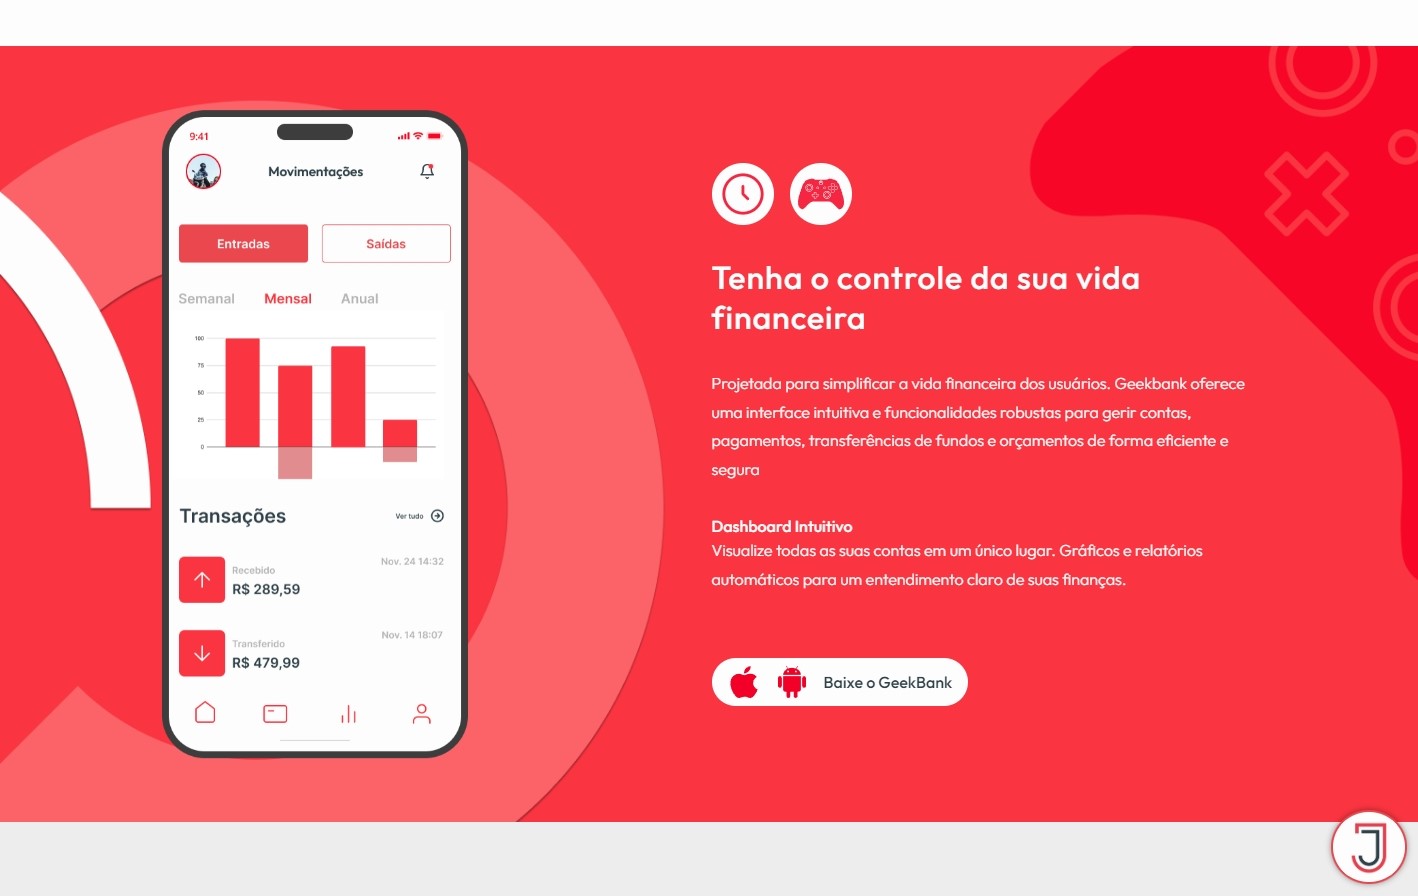 9:41
Movimentações
Entradas
Saídas
Semanal
Mensal
Anual
100
75
50
25
0
Transações
Ver tudo
Nov. 24 14:32
Recebido
R$ 289,59
Nov. 14 18:07
Transferido
R$ 479,99
Tenha o controle da sua vida
financeira
Projetada para simplificar a vida financeira dos usuários. Geekbank oferece
uma interface intuitiva e funcionalidades robustas para gerir contas,
pagamentos, transferências de fundos e orçamentos de forma eficiente e
segura
Dashboard Intuitivo
Visualize todas as suas contas em um único lugar. Gráficos e relatórios
automáticos para um entendimento claro de suas finanças.
Baixe o GeekBank
J